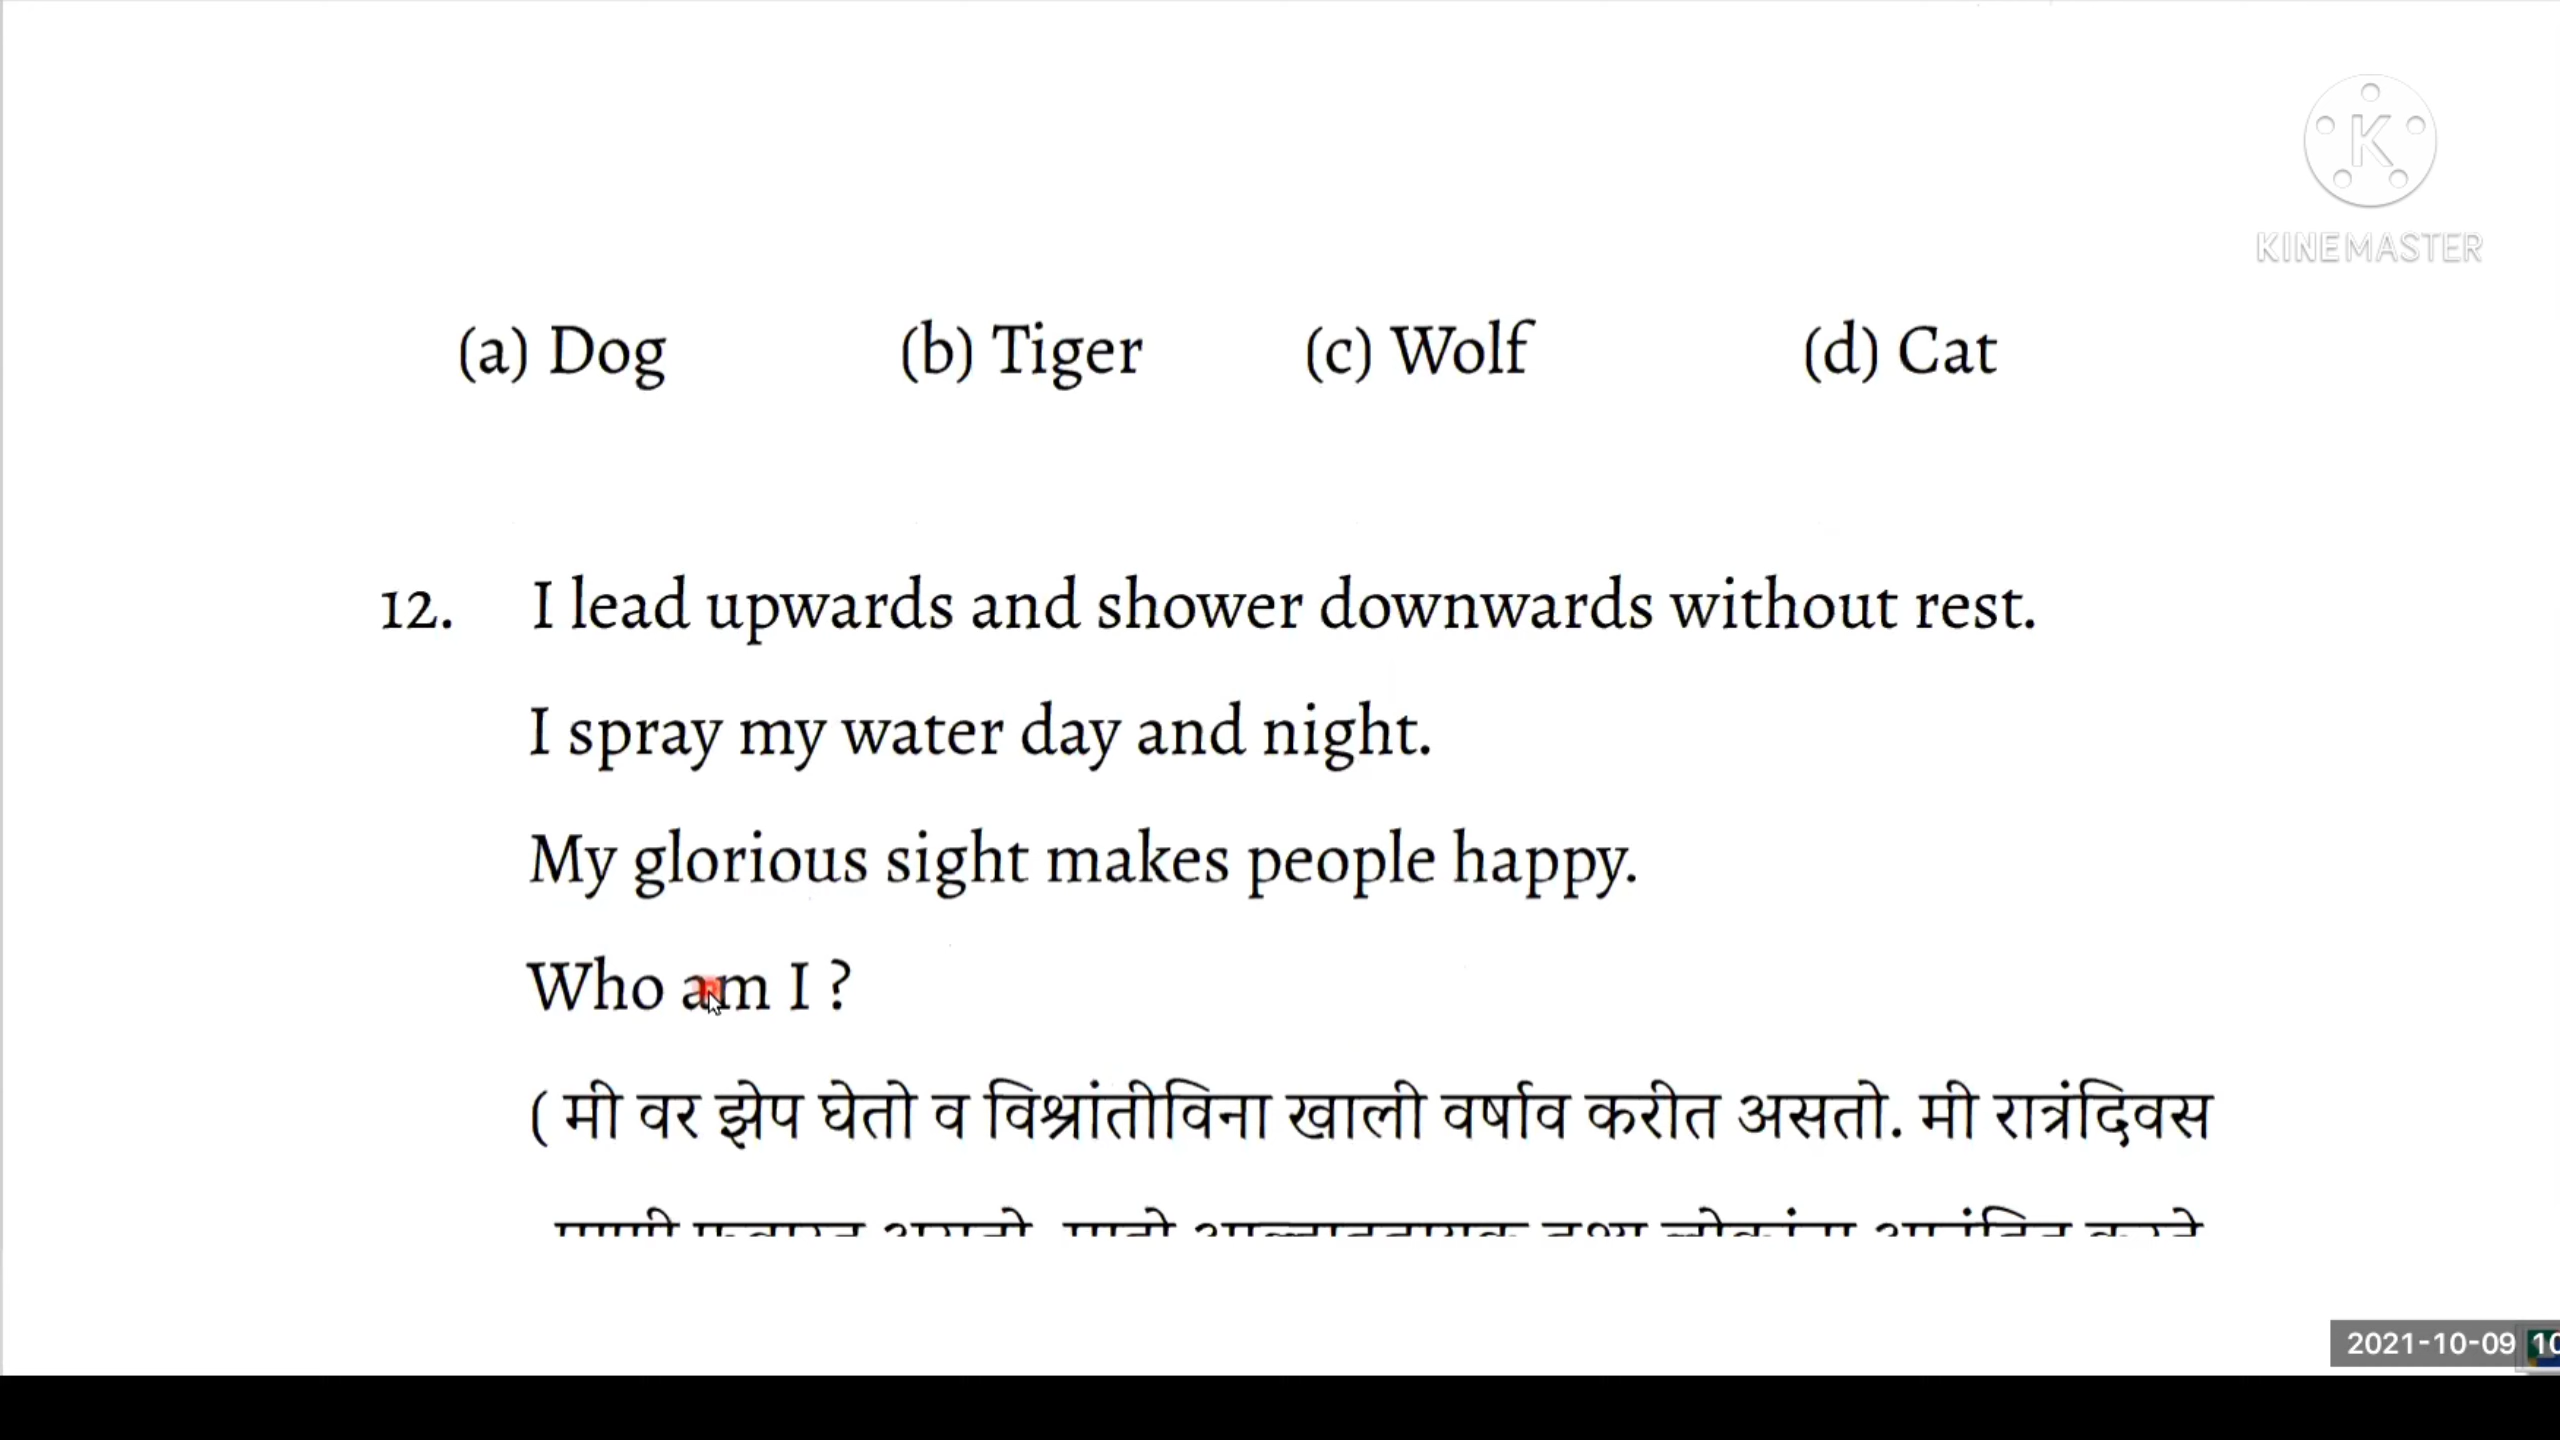 K
KINEMASTER
(a) Dog (b) Tiger (c) Wolf (d) Cat
12. I lead upwards and shower downwards without rest.
I spray my water day and night.
My glorious sight makes people happy.
Who am I ?
( मी वर झेप घेतो व विश्रांतीविना खाली वर्षाव करीत असतो. मी रात्रंदिवस
2021-10-09 10